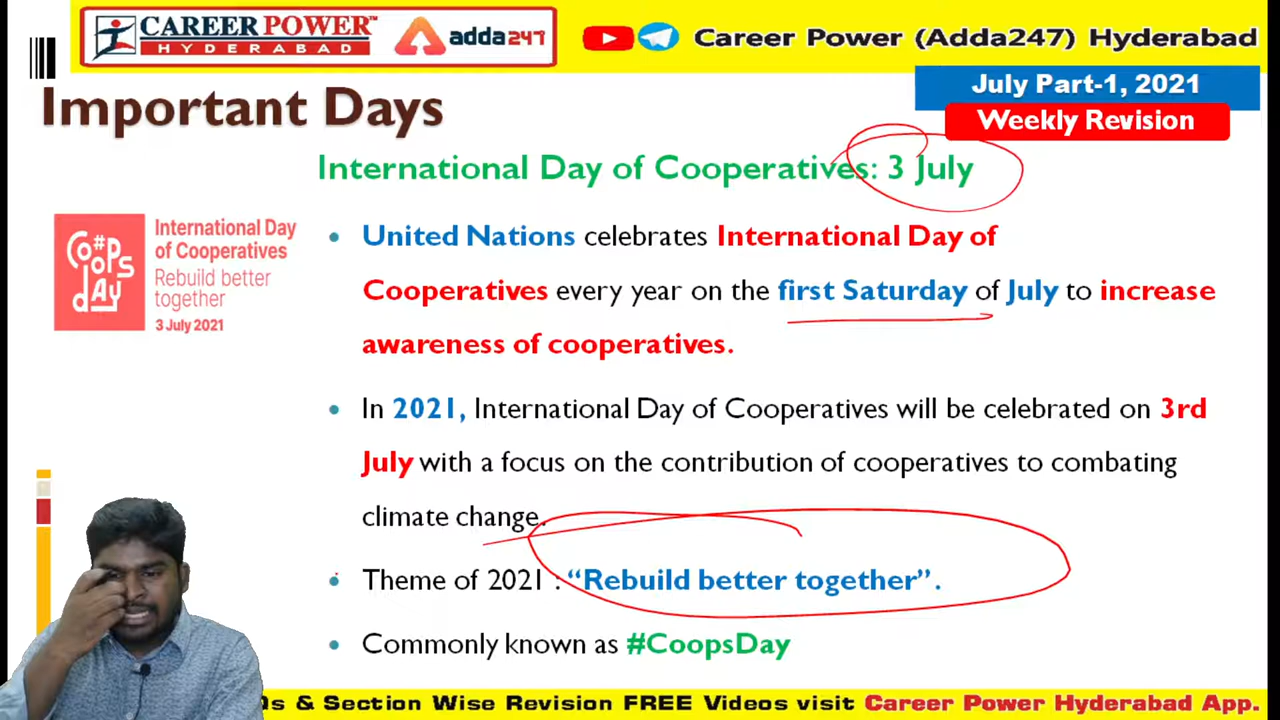 CAREER POWER™
HYDERABAD
adda247
Career Power (Adda247) Hyderabad
Important Days
July Part-1, 2021
Weekly Revision
International Day of Cooperatives: 3 July
#CoOpsdAy
International Day
of Cooperatives
Rebuild better
together
3 July 2021
• United Nations celebrates International Day of
Cooperatives every year on the first Saturday of July to increase
awareness of cooperatives.
• In 2021, International Day of Cooperatives will be celebrated on 3rd
July with a focus on the contribution of cooperatives to combating
climate change.
• Theme of 2021 : “Rebuild better together”.
• Commonly known as #CoopsDay
& Section Wise Revision FREE Videos visit Career Power Hyderabad App.